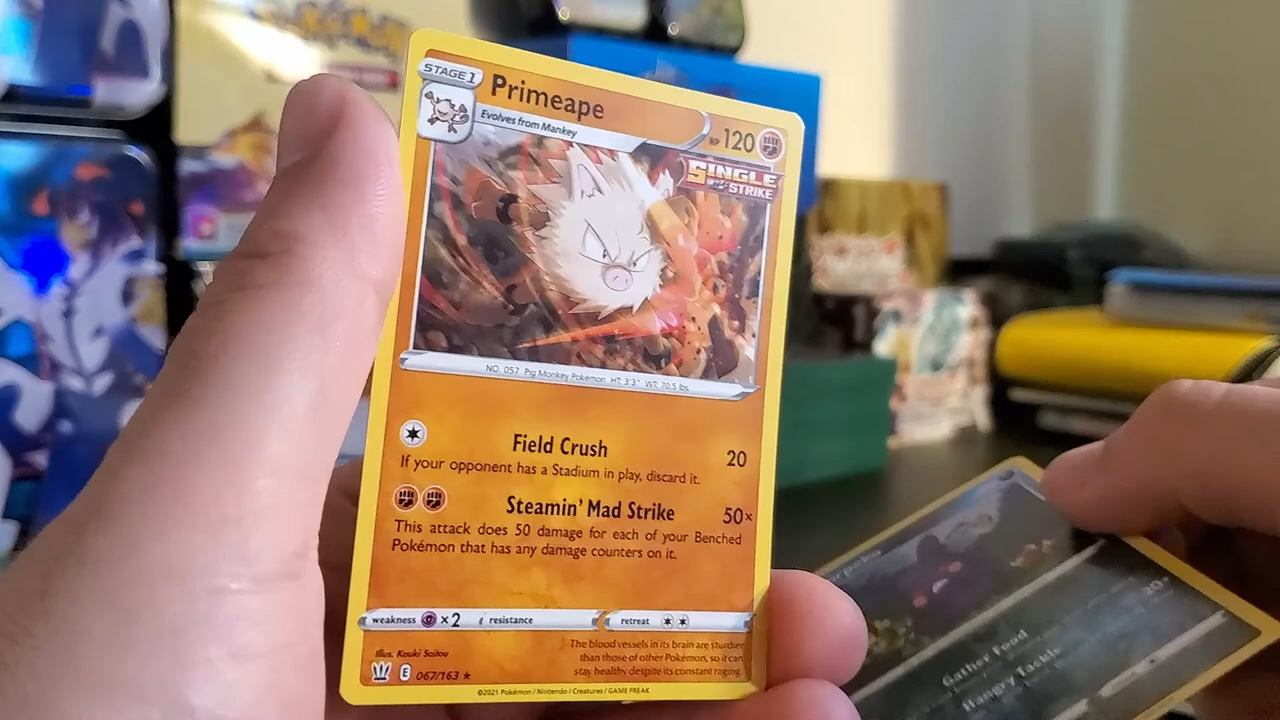 STAGE 1
Primeape
HP 120
Evolves from Mankey
SINGLE
STRIKE
NO. 057 Pig Monkey Pokémon HT: 3'3" WT: 70.5 lbs.
Field Crush 20
If your opponent has a Stadium in play, discard it.
Steamin' Mad Strike 50×
This attack does 50 damage for each of your Benched
Pokémon that has any damage counters on it.
weakness ×2 resistance retreat
Illus. Kouki Saitou
The blood vessels in its brain are sturdier
than those of other Pokémon, so it can
stay healthy despite its constant raging.
E 067/163 ★
©2021 Pokémon / Nintendo / Creatures / GAME FREAK
Gather Food
Hangry Tackle
20+